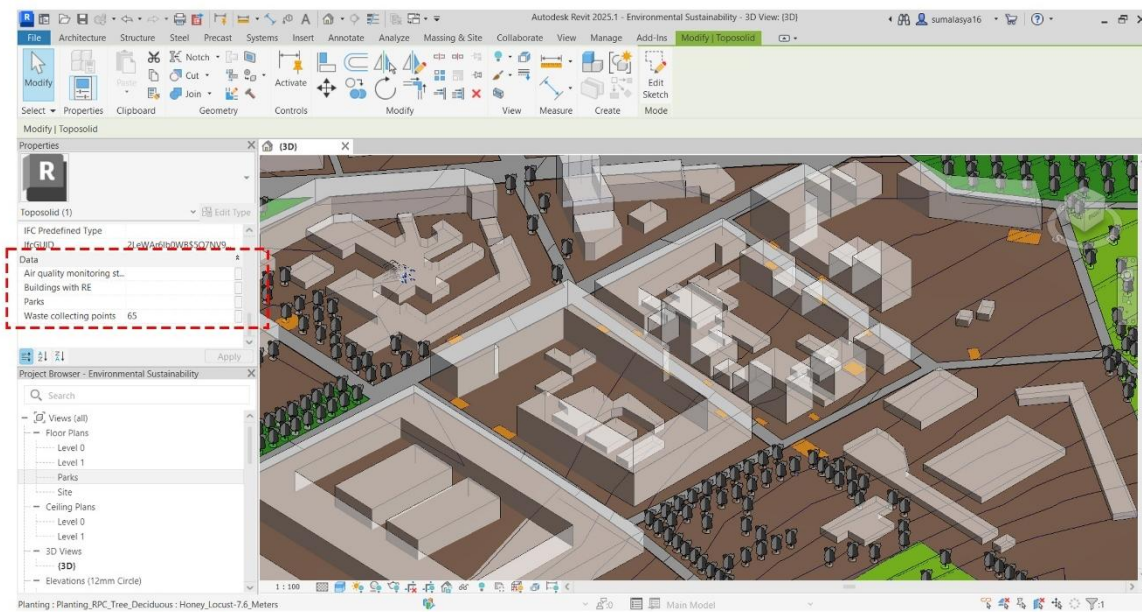 R
A
Autodesk Revit 2025.1 - Environmental Sustainability - 3D View: {3D}
sumalasya16
File Architecture Structure Steel Precast Systems Insert Annotate Analyze Massing & Site Collaborate View Manage Add-Ins Modify | Toposolid
Modify
Paste
Notch
Cut
Join
Activate
Edit
Sketch
Select Properties Clipboard Geometry Controls Modify View Measure Create Mode
Modify | Toposolid
Properties
{3D}
R
Toposolid (1)
Edit Type
IFC Predefined Type
IfcGUID
Data
Air quality monitoring st...
Buildings with RE
Parks
Waste collecting points 65
Apply
Project Browser - Environmental Sustainability
Search
Views (all)
Floor Plans
Level 0
Level 1
Parks
Site
Ceiling Plans
Level 0
Level 1
3D Views
{3D}
Elevations (12mm Circle)
1 : 100
Planting : Planting_RPC_Tree_Deciduous : Honey_Locust-7.6_Meters
:0
Main Model
:1